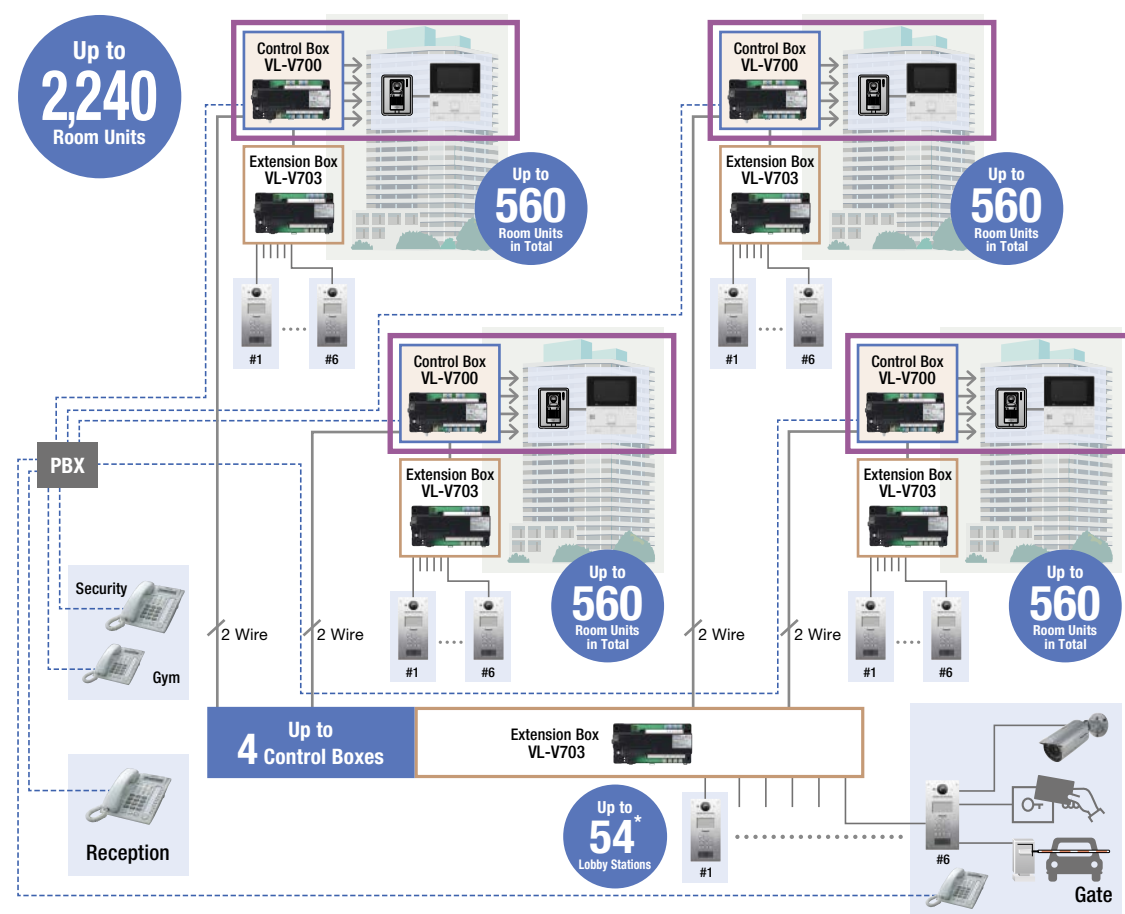 Up to
2,240
Room Units
Control Box
VL-V700
Extension Box
VL-V703
Up to
560
Room Units
in Total
#1
#6
Control Box
VL-V700
Extension Box
VL-V703
Up to
560
Room Units
in Total
#1
#6
Control Box
VL-V700
Extension Box
VL-V703
Up to
560
Room Units
in Total
#1
#6
Control Box
VL-V700
Extension Box
VL-V703
Up to
560
Room Units
in Total
#1
#6
PBX
Security
Gym
Reception
2 Wire
2 Wire
2 Wire
2 Wire
Up to
4 Control Boxes
Extension Box
VL-V703
Up to
54*
Lobby Stations
#1
#6
Gate